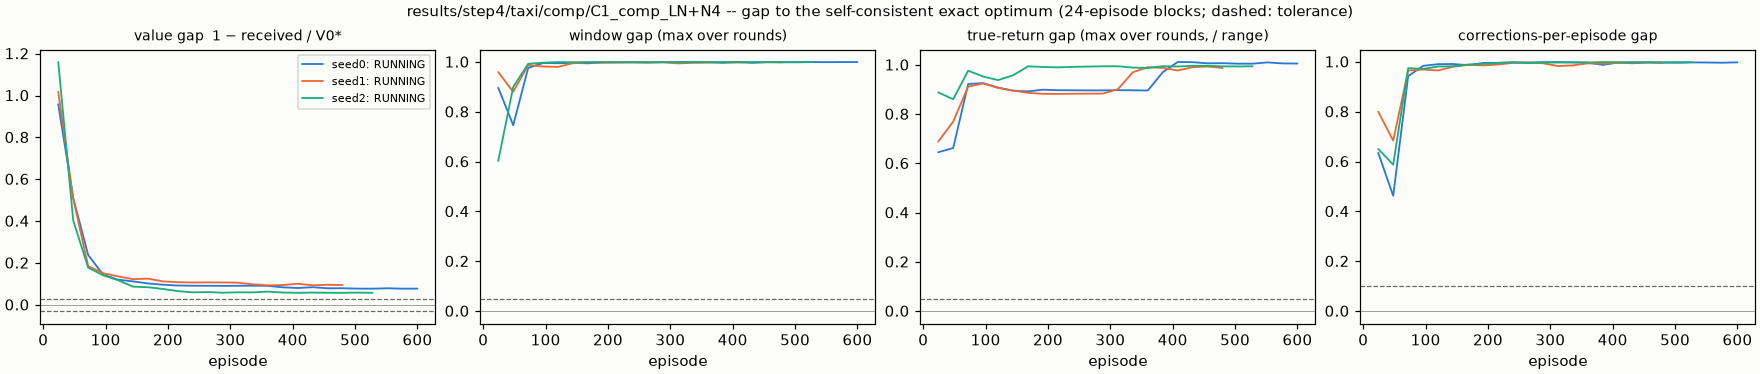 results/step4/taxi/comp/C1_comp_LN+N4 -- gap to the self-consistent exact optimum (24-episode blocks; dashed: tolerance)
value gap 1 − received / V0*
1.2
1.0
0.8
0.6
0.4
0.2
0.0
seed0: RUNNING
seed1: RUNNING
seed2: RUNNING
0 100 200 300 400 500 600
episode
window gap (max over rounds)
1.0
0.8
0.6
0.4
0.2
0.0
0 100 200 300 400 500 600
episode
true-return gap (max over rounds, / range)
1.0
0.8
0.6
0.4
0.2
0.0
0 100 200 300 400 500 600
episode
corrections-per-episode gap
1.0
0.8
0.6
0.4
0.2
0.0
0 100 200 300 400 500 600
episode